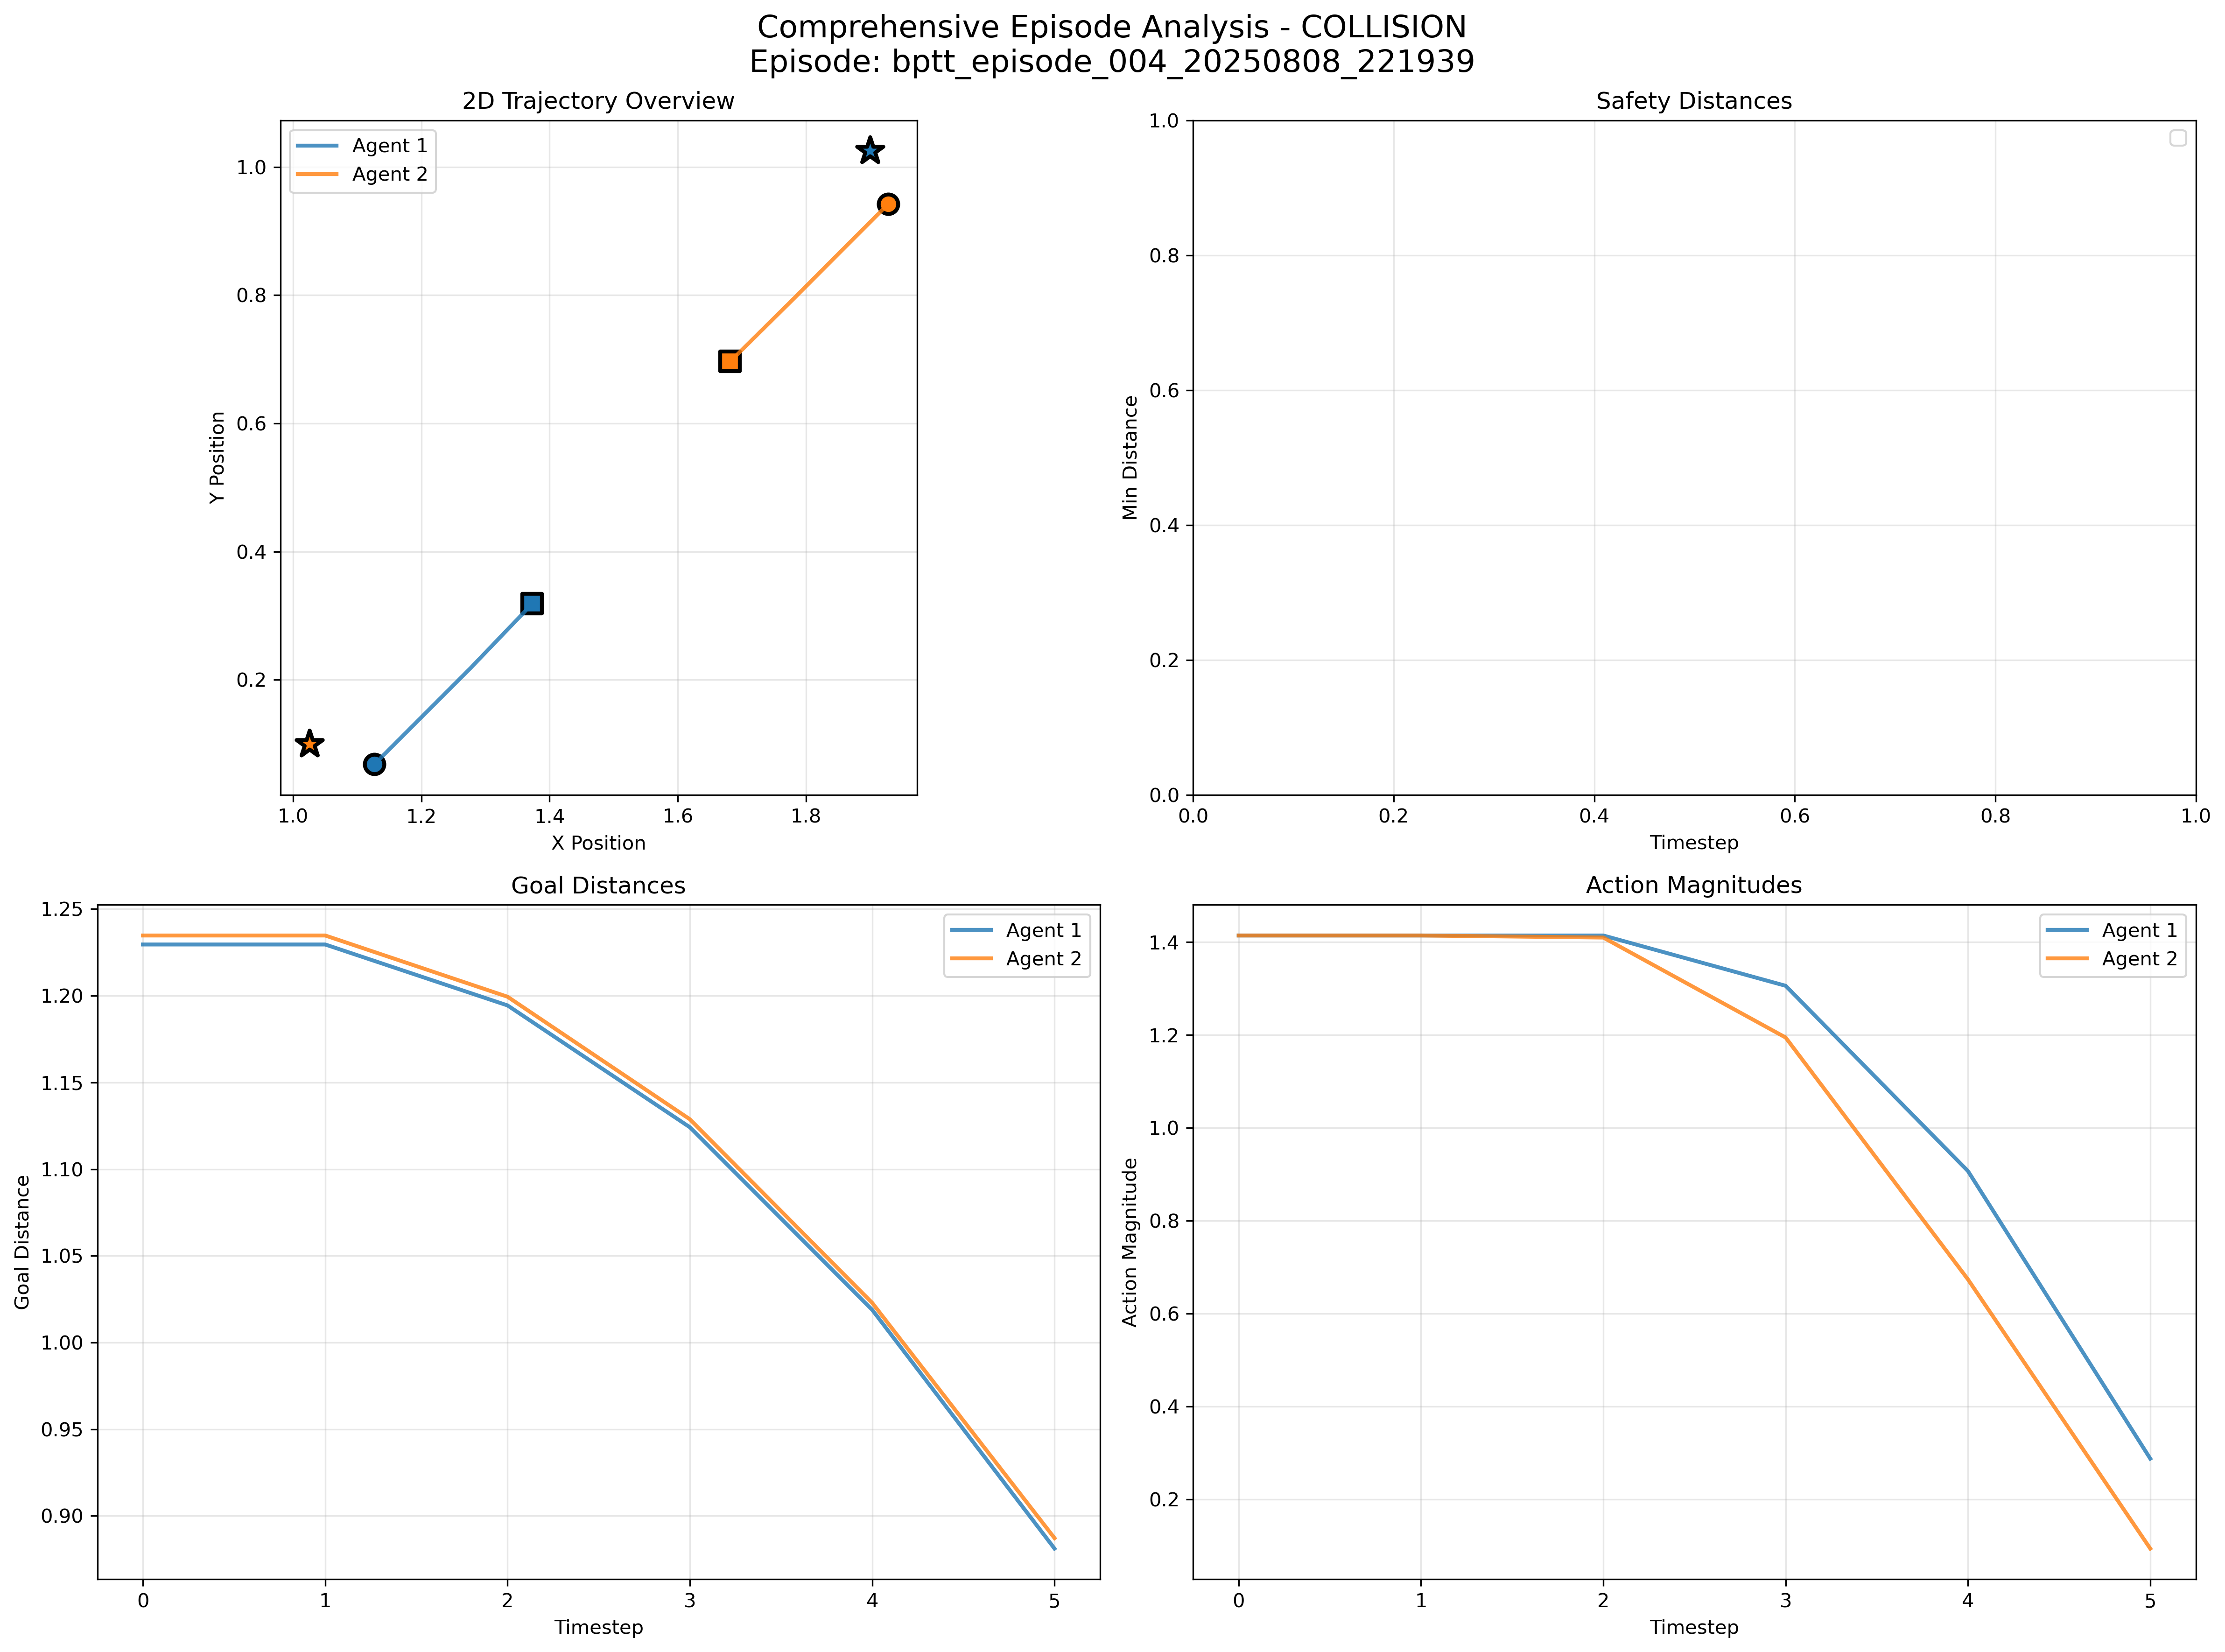 Comprehensive Episode Analysis - COLLISION
Episode: bptt_episode_004_20250808_221939
2D Trajectory Overview
Agent 1
Agent 2
1.0
0.8
0.6
0.4
0.2
Y Position
1.0
1.2
1.4
1.6
1.8
X Position
Safety Distances
1.0
0.8
0.6
0.4
0.2
0.0
Min Distance
0.0
0.2
0.4
0.6
0.8
1.0
Timestep
Goal Distances
Agent 1
Agent 2
1.25
1.20
1.15
1.10
1.05
1.00
0.95
0.90
Goal Distance
0
1
2
3
4
5
Timestep
Action Magnitudes
Agent 1
Agent 2
1.4
1.2
1.0
0.8
0.6
0.4
0.2
Action Magnitude
0
1
2
3
4
5
Timestep